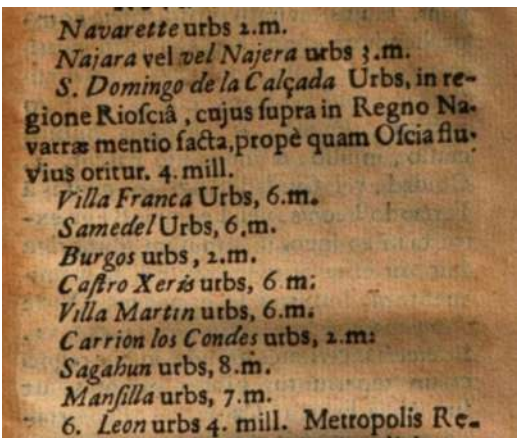 Navarette urbs 2.m.
Najara vel vel Najera urbs 3.m.
S. Domingo de la Calçada Urbs, in re-
gione Rioſciâ, cujus ſupra in Regno Na-
varræ mentio facta, propè quam Oſcia flu-
vius oritur. 4. mill.
Villa Franca Urbs, 6.m.
Samedel Urbs, 6.m.
Burgos urbs, 2.m.
Caſtro Xeris urbs, 6 m.
Villa Martin urbs, 6.m.
Carrion los Condes urbs, 2.m:
Sagahun urbs, 8.m.
Manſilla urbs, 7.m.
6. Leon urbs 4. mill. Metropolis Re-